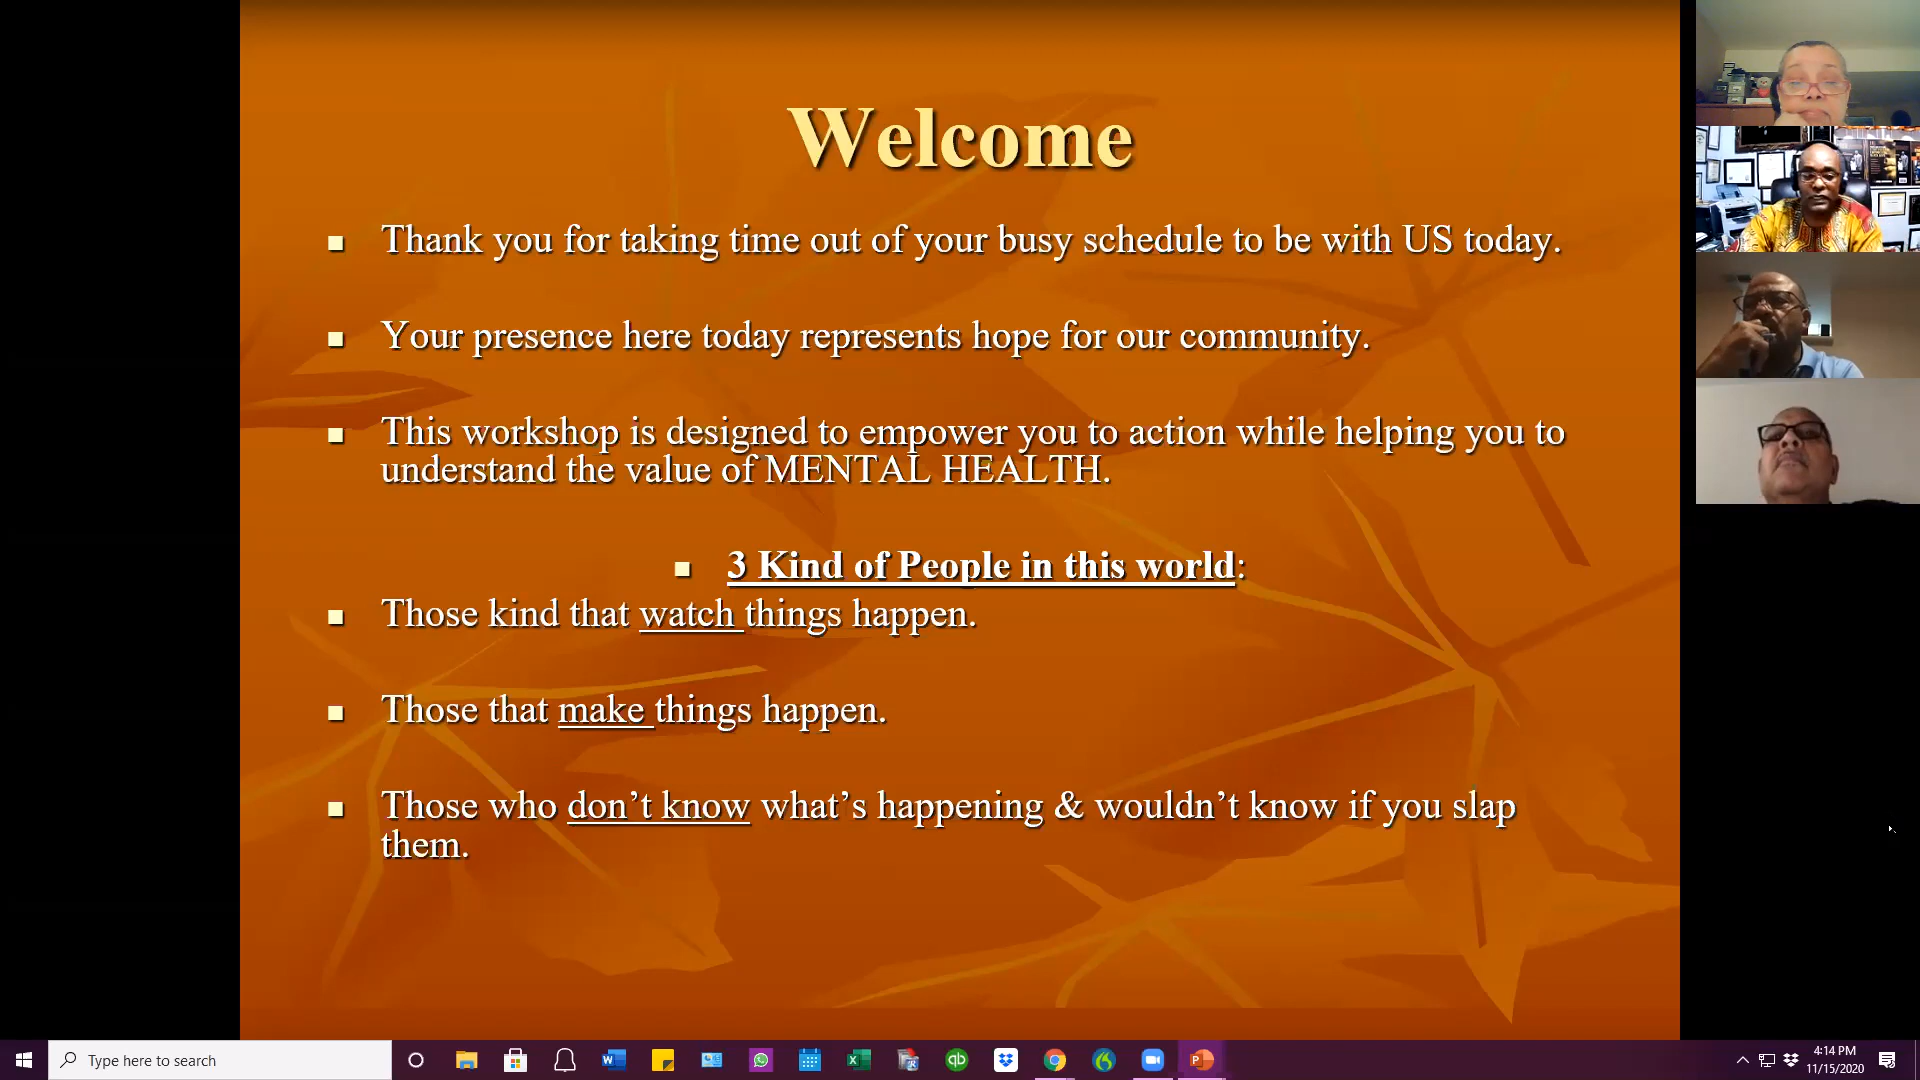 Welcome
Thank you for taking time out of your busy schedule to be with US today.
Your presence here today represents hope for our community.
This workshop is designed to empower you to action while helping you to
understand the value of MENTAL HEALTH.
3 Kind of People in this world:
Those kind that watch things happen.
Those that make things happen.
Those who don’t know what’s happening & wouldn’t know if you slap
them.
Type here to search
4:14 PM
11/15/2020